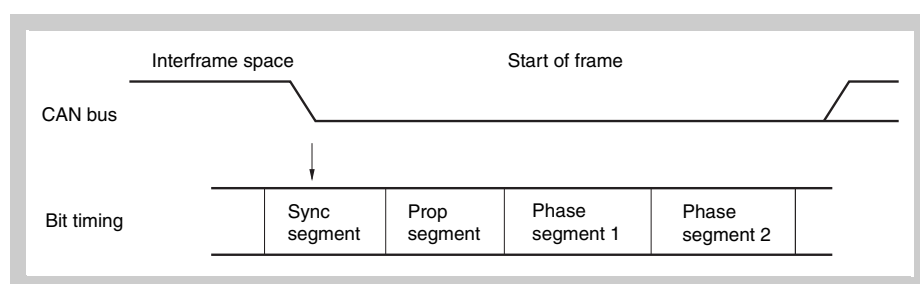 Interframe space
Start of frame
CAN bus
Bit timing
Sync
segment
Prop
segment
Phase
segment 1
Phase
segment 2